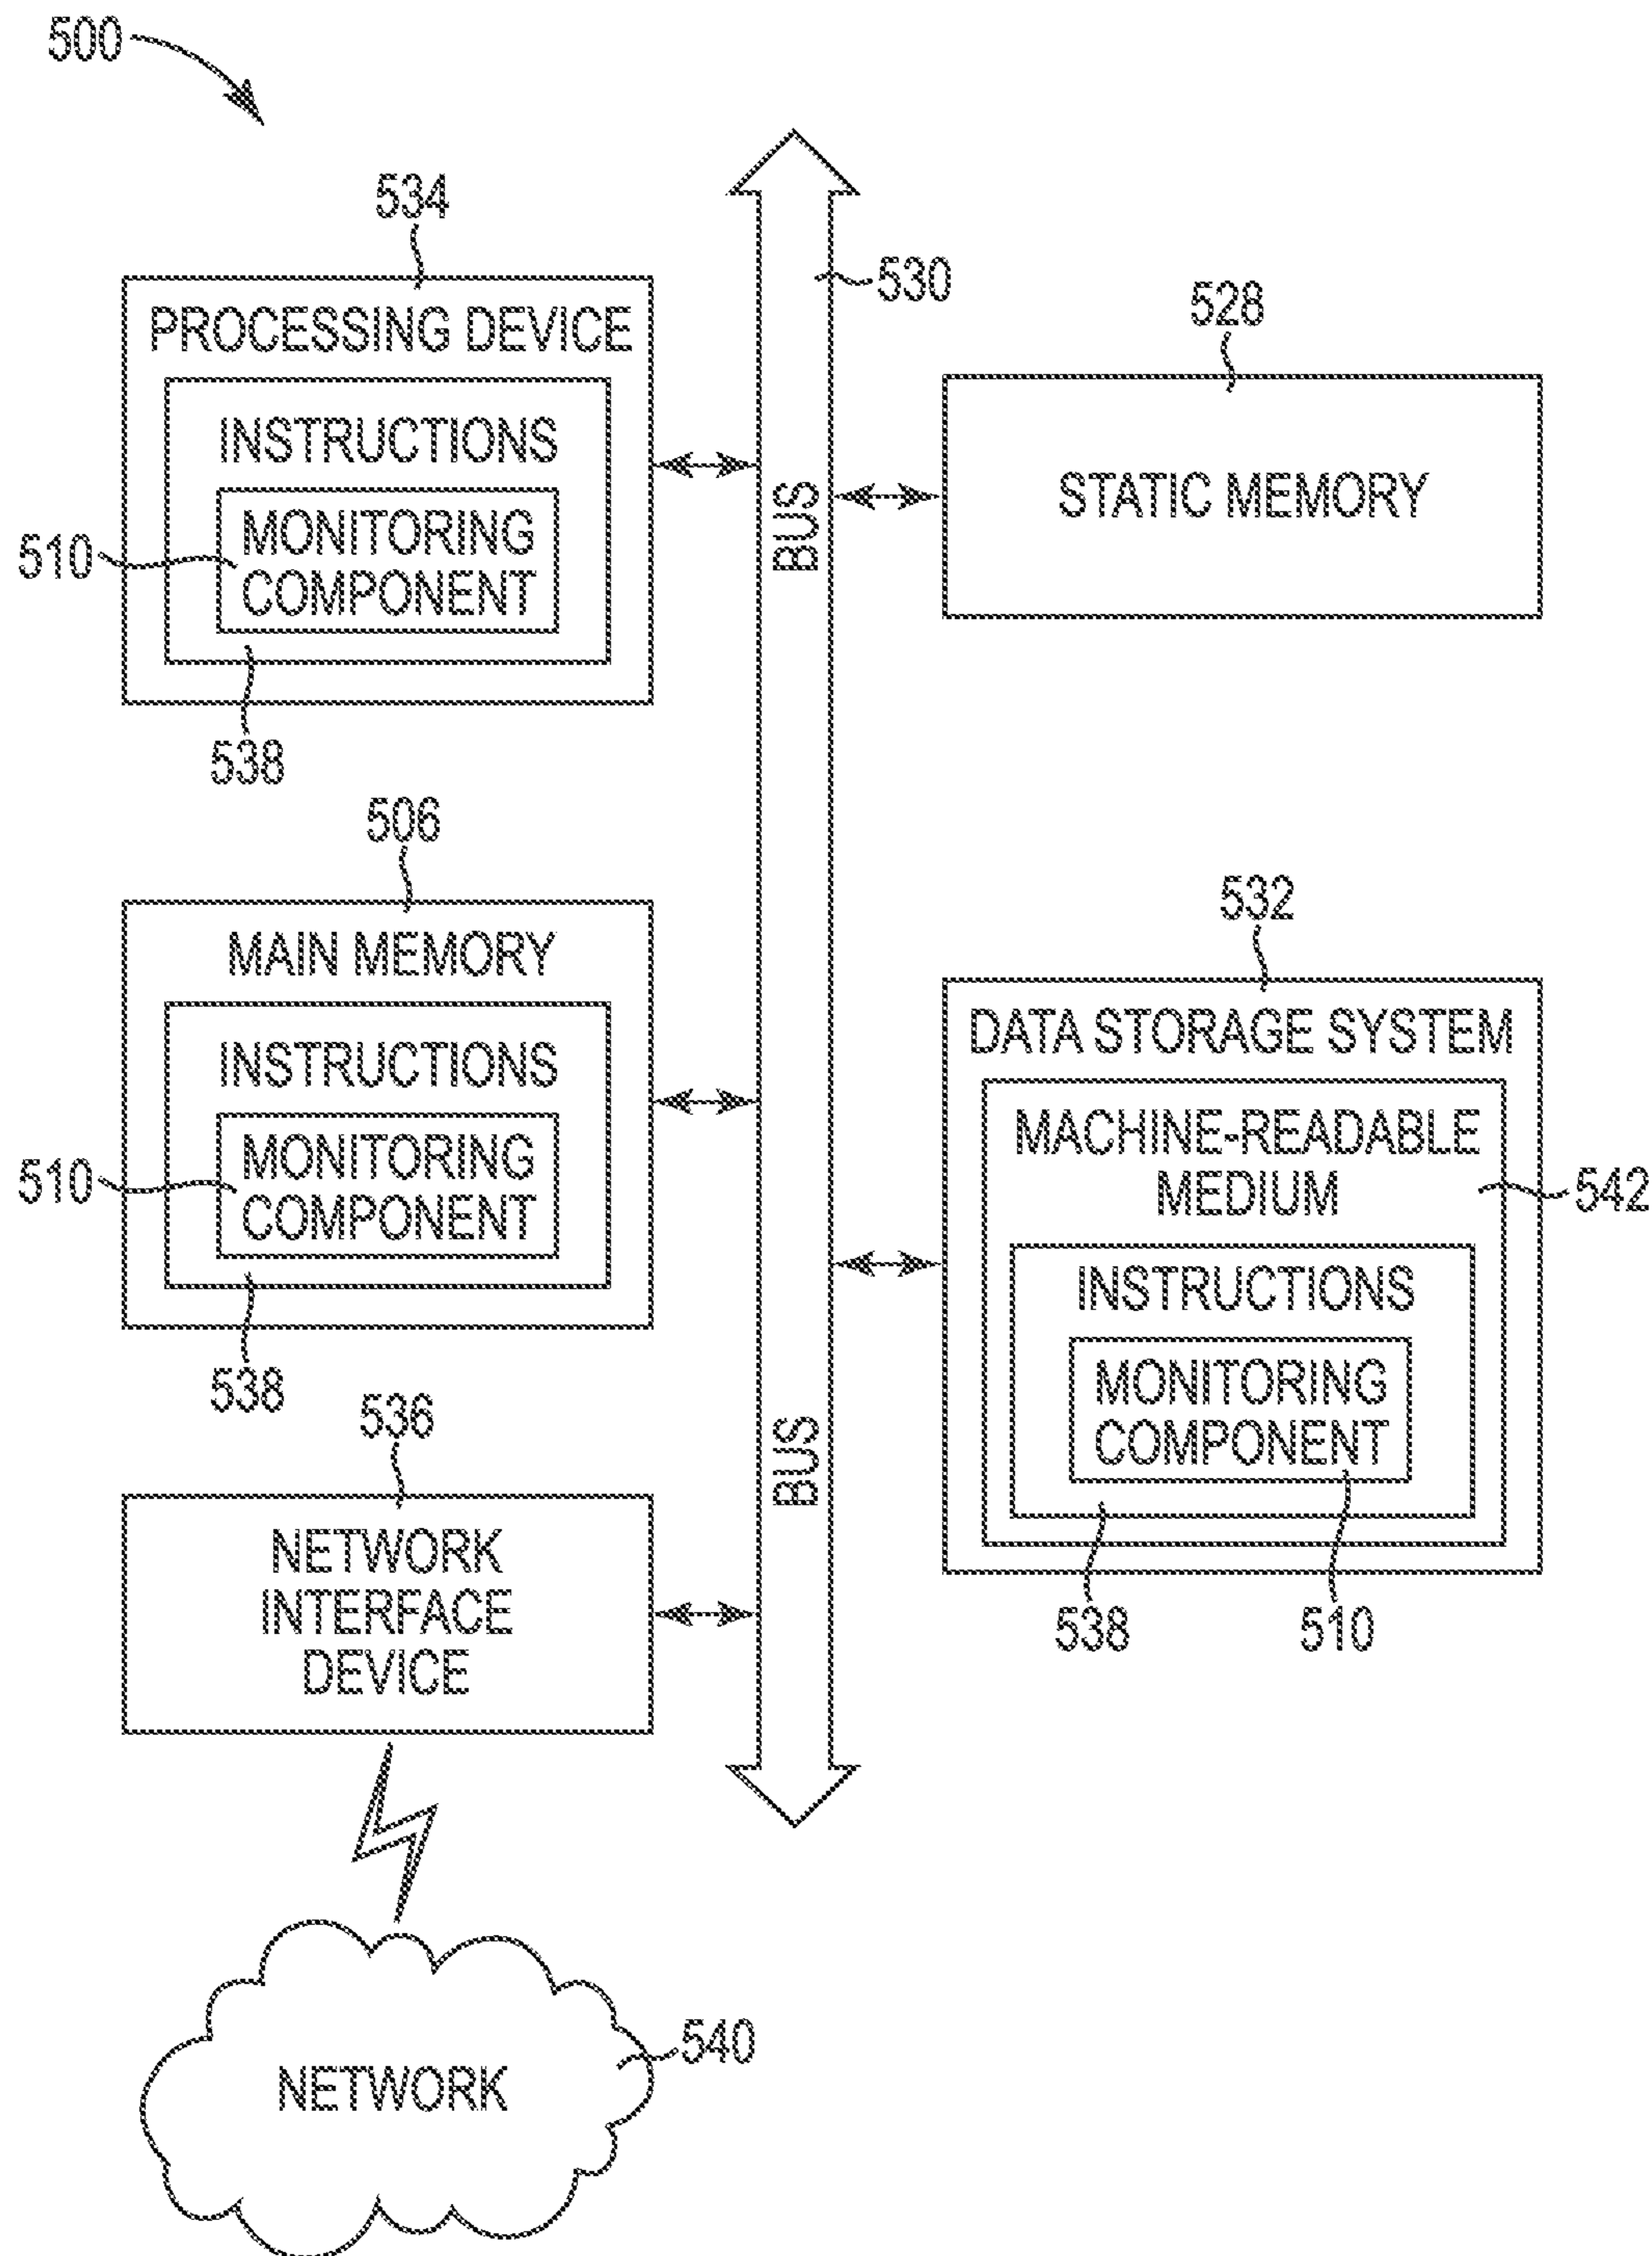 500
534
PROCESSING DEVICE
INSTRUCTIONS
MONITORING
COMPONENT
510
538
506
MAIN MEMORY
INSTRUCTIONS
MONITORING
COMPONENT
510
538
536
NETWORK
INTERFACE
DEVICE
NETWORK
540
530
BUS
BUS
528
STATIC MEMORY
532
DATA STORAGE SYSTEM
MACHINE-READABLE
MEDIUM
542
INSTRUCTIONS
MONITORING
COMPONENT
538
510